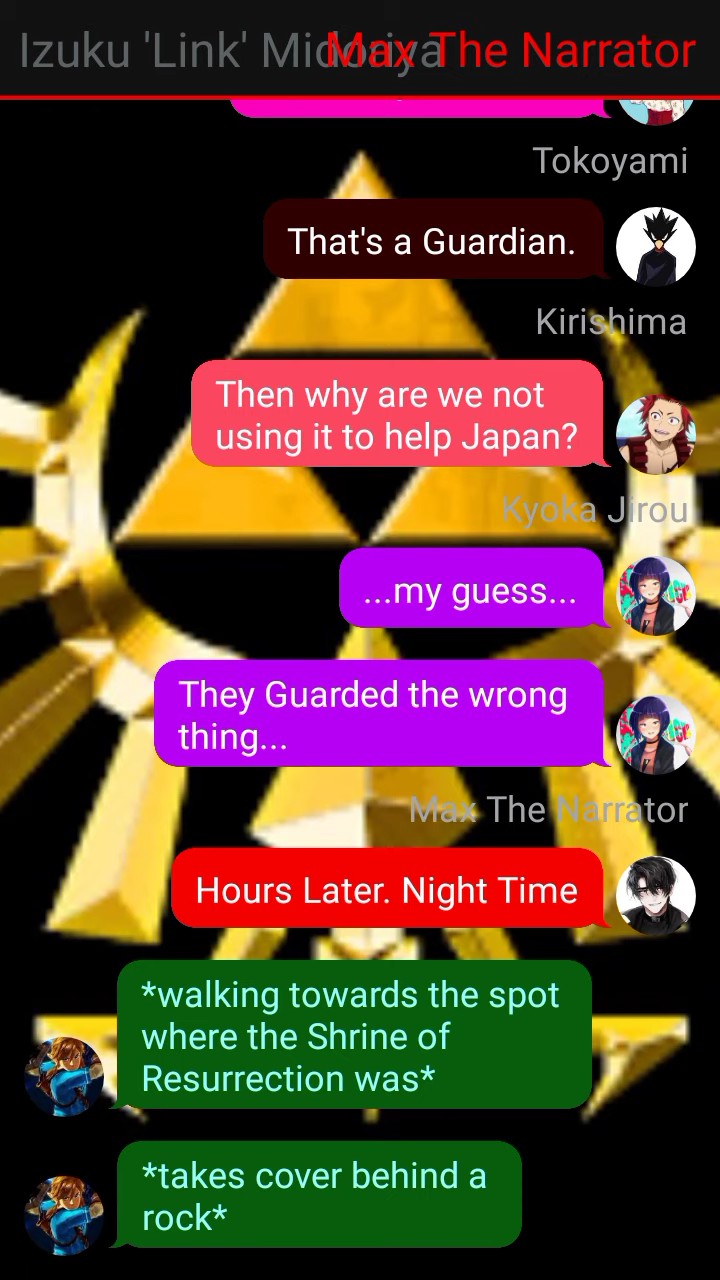 Izuku 'Link' Midoriya
Max The Narrator
Tokoyami
That's a Guardian.
Kirishima
Then why are we not
using it to help Japan?
Kyoka Jirou
...my guess...
They Guarded the wrong
thing...
Max The Narrator
Hours Later. Night Time
*walking towards the spot
where the Shrine of
Resurrection was*
*takes cover behind a
rock*